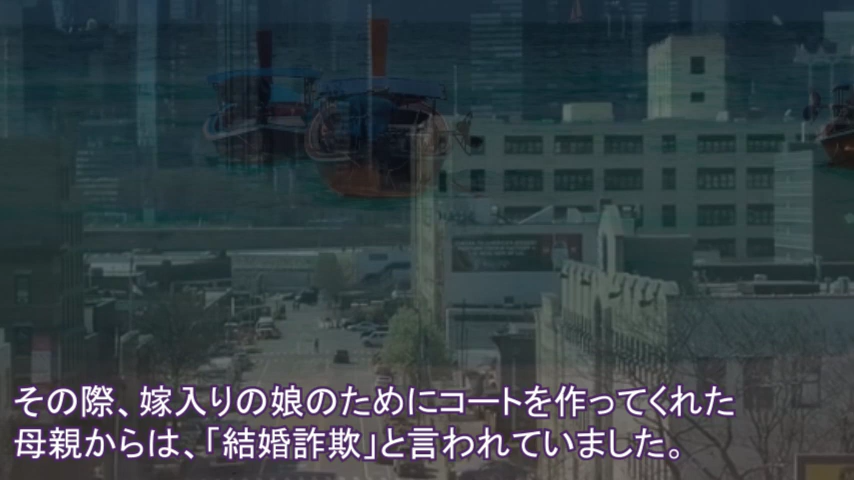 その際、嫁入りの娘のためにコートを作ってくれた
母親からは、「結婚詐欺」と言われていました。